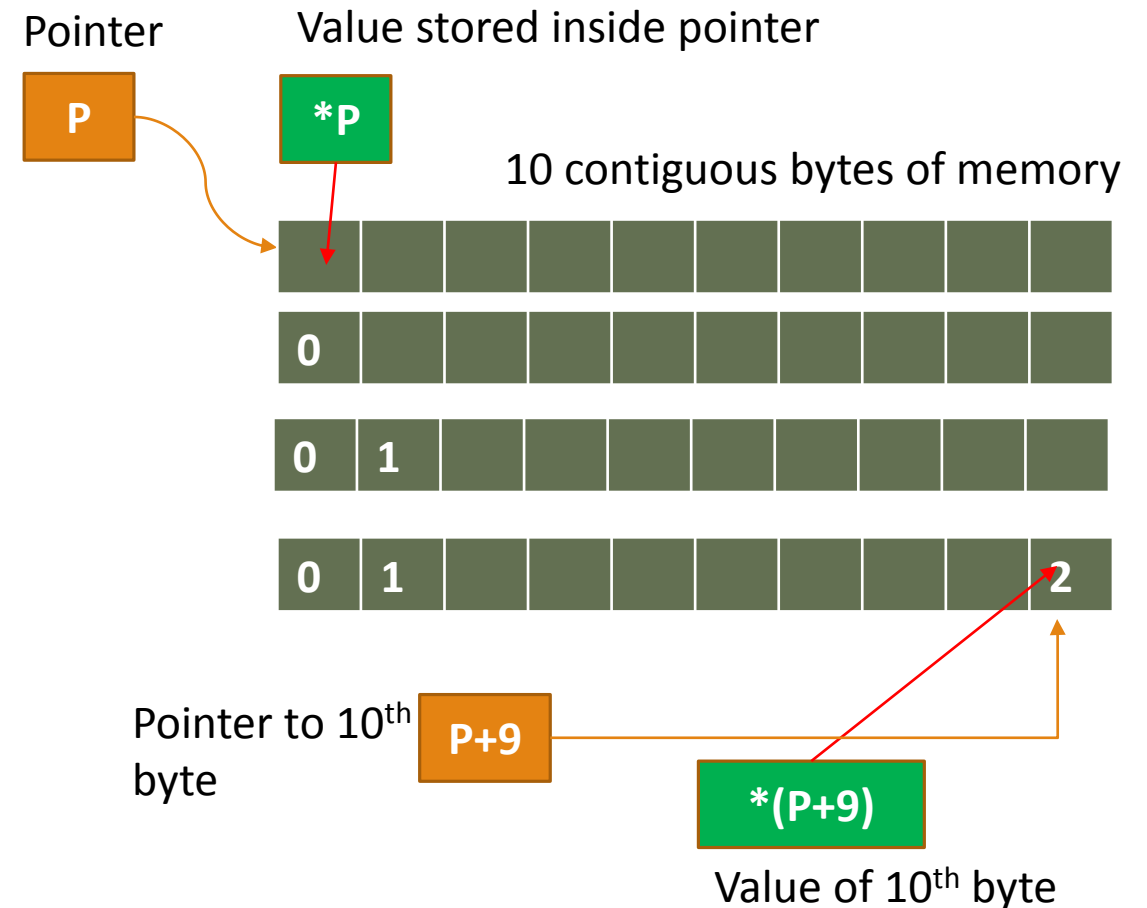 Pointer
Value stored inside pointer
P
*P
10 contiguous bytes of memory
0
0 1
0 1 2
Pointer to 10th
byte
P+9
*(P+9)
Value of 10th byte